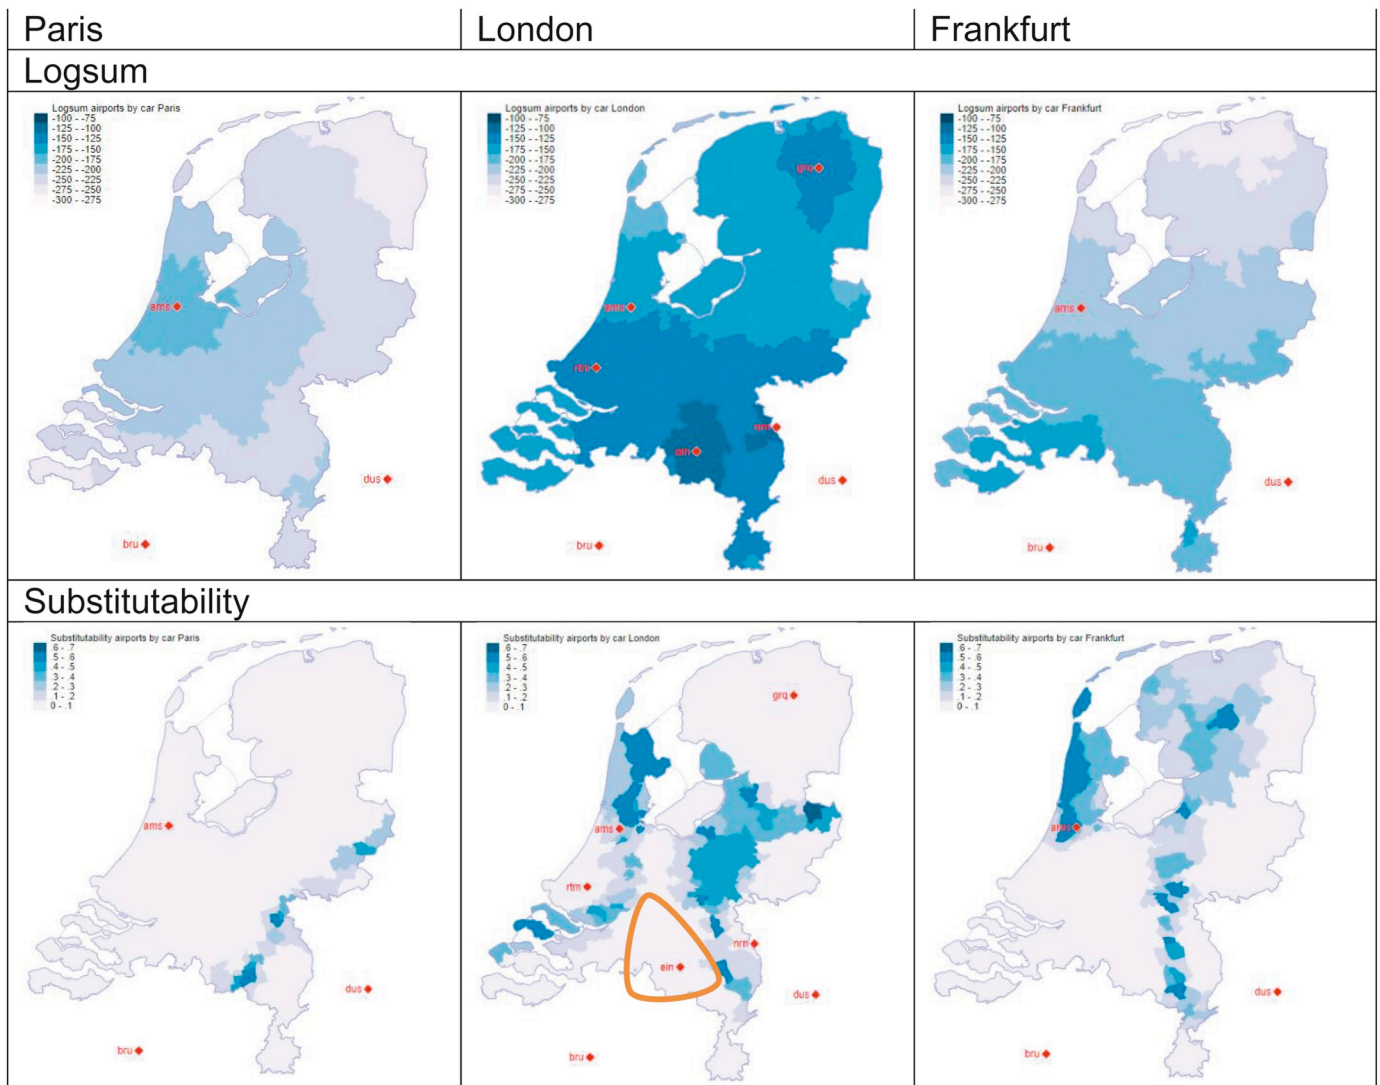 Paris
London
Frankfurt
Logsum
Logsum airports by car Paris
-100 - -75
-125 - -100
-150 - -125
-175 - -150
-200 - -175
-225 - -200
-250 - -225
-275 - -250
-300 - -275
ams
dus
bru
Logsum airports by car London
-100 - -75
-125 - -100
-150 - -125
-175 - -150
-200 - -175
-225 - -200
-250 - -225
-275 - -250
-300 - -275
grq
ams
rtm
nrn
ein
dus
bru
Logsum airports by car Frankfurt
-100 - -75
-125 - -100
-150 - -125
-175 - -150
-200 - -175
-225 - -200
-250 - -225
-275 - -250
-300 - -275
ams
dus
bru
Substitutability
Substitutability airports by car Paris
.6 - .7
.5 - .6
.4 - .5
.3 - .4
.2 - .3
.1 - .2
0 - .1
ams
dus
bru
Substitutability airports by car London
.6 - .7
.5 - .6
.4 - .5
.3 - .4
.2 - .3
.1 - .2
0 - .1
grq
ams
rtm
nrn
ein
dus
bru
Substitutability airports by car Frankfurt
.6 - .7
.5 - .6
.4 - .5
.3 - .4
.2 - .3
.1 - .2
0 - .1
ams
dus
bru